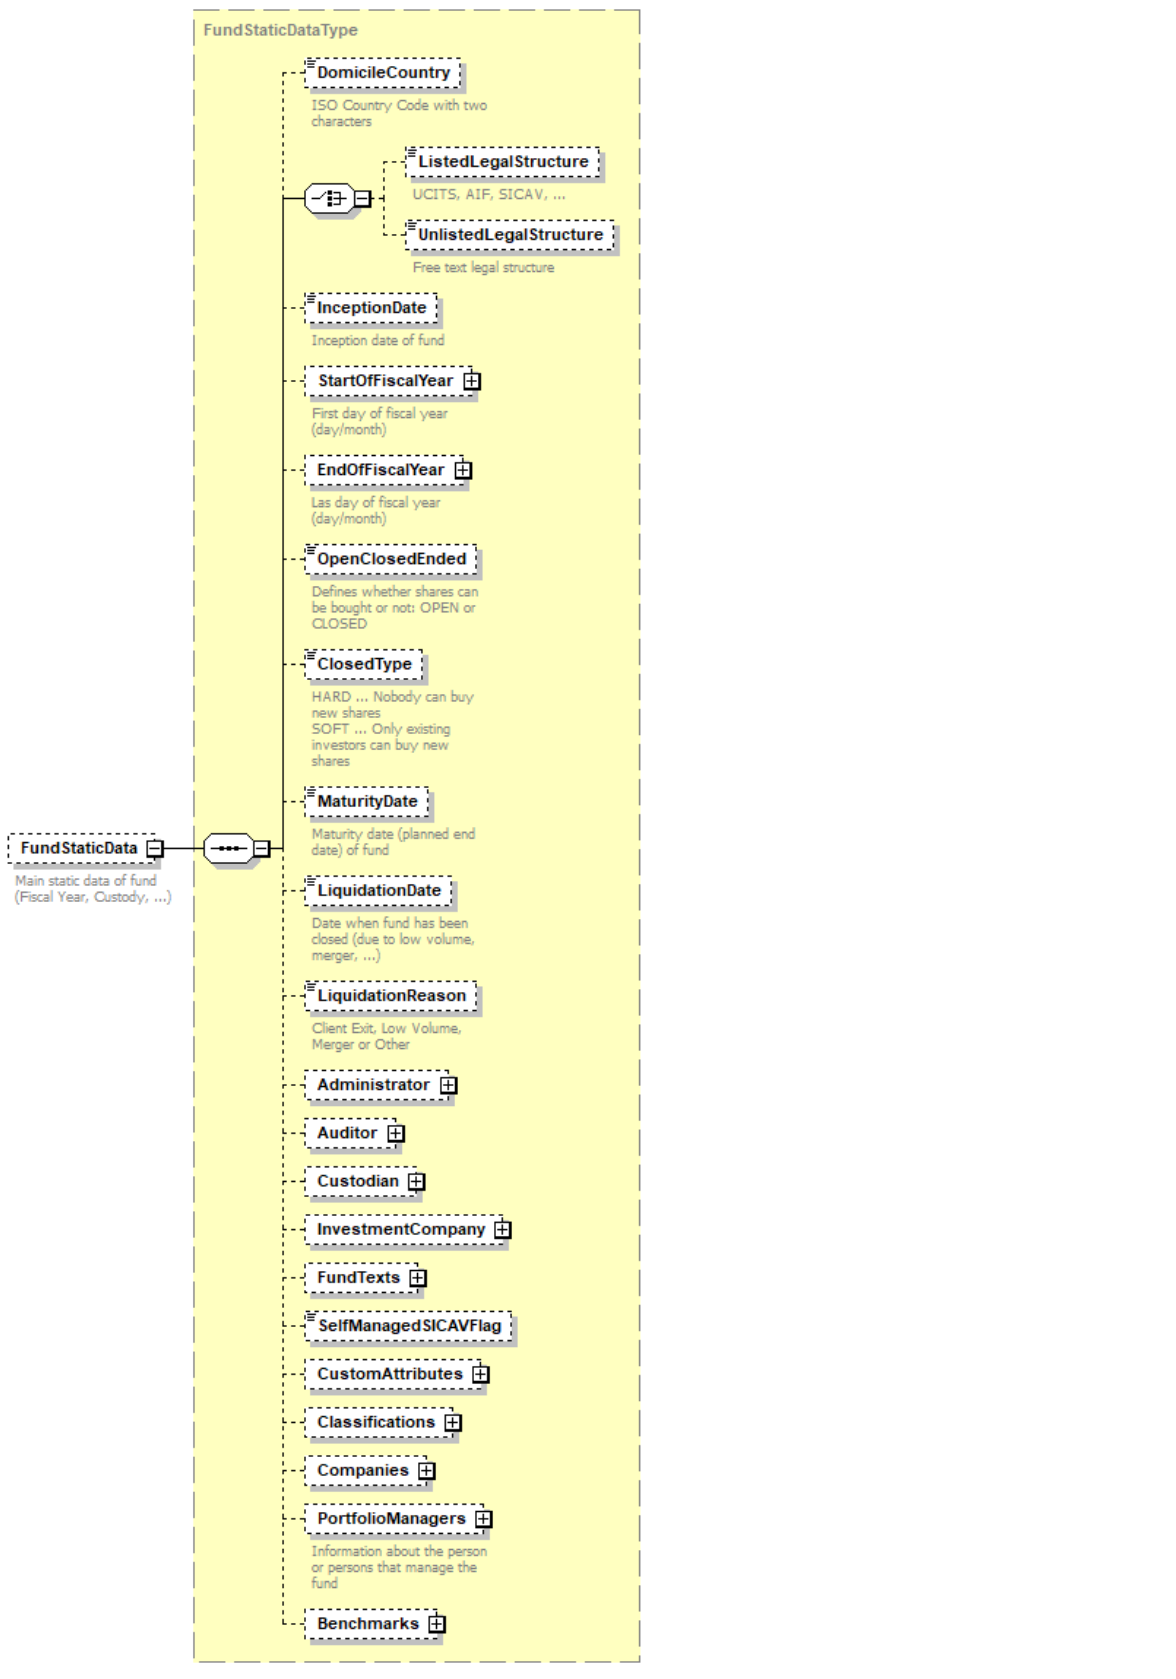 FundStaticDataType
DomicileCountry
ISO Country Code with two
characters
ListedLegalStructure
UCITS, AIF, SICAV, ...
UnlistedLegalStructure
Free text legal structure
InceptionDate
Inception date of fund
StartOfFiscalYear
First day of fiscal year
(day/month)
EndOfFiscalYear
Las day of fiscal year
(day/month)
OpenClosedEnded
Defines whether shares can
be bought or not: OPEN or
CLOSED
ClosedType
HARD ... Nobody can buy
new shares
SOFT ... Only existing
investors can buy new
shares
MaturityDate
Maturity date (planned end
date) of fund
FundStaticData
Main static data of fund
(Fiscal Year, Custody, ...)
LiquidationDate
Date when fund has been
closed (due to low volume,
merger, ...)
LiquidationReason
Client Exit, Low Volume,
Merger or Other
Administrator
Auditor
Custodian
InvestmentCompany
FundTexts
SelfManagedSICAVFlag
CustomAttributes
Classifications
Companies
PortfolioManagers
Information about the person
or persons that manage the
fund
Benchmarks